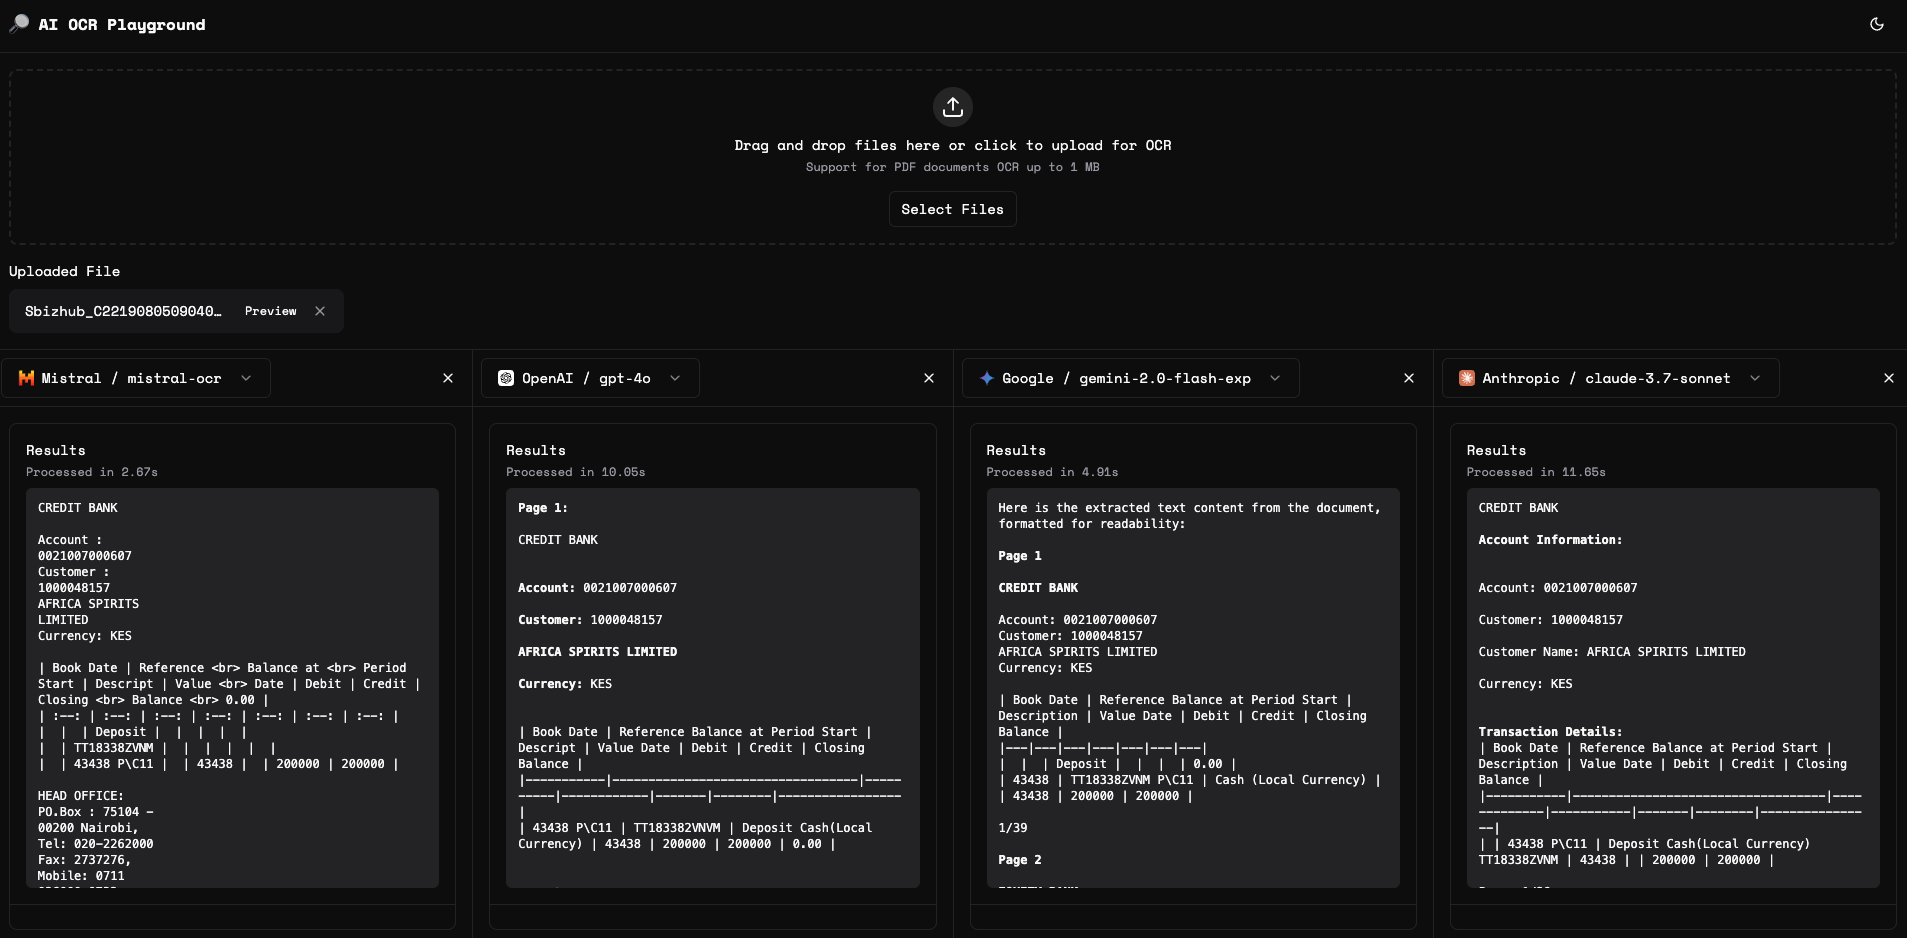 AI OCR Playground
Drag and drop files here or click to upload for OCR
Support for PDF documents OCR up to 1 MB
Select Files
Uploaded File
Sbizhub_C2219080509040… Preview
Mistral / mistral-ocr
Results
Processed in 2.67s
CREDIT BANK
Account :
0021007000607
Customer :
1000048157
AFRICA SPIRITS
LIMITED
Currency: KES
| Book Date | Reference <br> Balance at <br> Period
Start | Descript | Value <br> Date | Debit | Credit |
Closing <br> Balance <br> 0.00 |
| :--: | :--: | :--: | :--: | :--: | :--: | :--: |
|  |  | Deposit |  |  |  |  |
|  | TT18338ZVNM |  |  |  |  |  |
|  | 43438 P\C11 |  | 43438 |  | 200000 | 200000 |
HEAD OFFICE:
PO.Box : 75104 -
00200 Nairobi,
Tel: 020-2262000
Fax: 2737276,
Mobile: 0711
OpenAI / gpt-4o
Results
Processed in 10.05s
Page 1:
CREDIT BANK
Account: 0021007000607
Customer: 1000048157
AFRICA SPIRITS LIMITED
Currency: KES
| Book Date | Reference Balance at Period Start |
Descript | Value Date | Debit | Credit | Closing
Balance |
|-----------|----------------------------------|-----
-----|------------|-------|--------|-----------------
|
| 43438 P\C11 | TT183382VNVM | Deposit Cash(Local
Currency) | 43438 | 200000 | 200000 | 0.00 |
Google / gemini-2.0-flash-exp
Results
Processed in 4.91s
Here is the extracted text content from the document,
formatted for readability:
Page 1
CREDIT BANK
Account: 0021007000607
Customer: 1000048157
AFRICA SPIRITS LIMITED
Currency: KES
| Book Date | Reference Balance at Period Start |
Description | Value Date | Debit | Credit | Closing
Balance |
|---|---|---|---|---|---|---|
|  |  | Deposit |  |  |  | 0.00 |
| 43438 | TT18338ZVNM P\C11 | Cash (Local Currency) |
| 43438 | 200000 | 200000 |
1/39
Page 2
Anthropic / claude-3.7-sonnet
Results
Processed in 11.65s
CREDIT BANK
Account Information:
Account: 0021007000607
Customer: 1000048157
Customer Name: AFRICA SPIRITS LIMITED
Currency: KES
Transaction Details:
| Book Date | Reference Balance at Period Start |
Description | Value Date | Debit | Credit | Closing
Balance |
|-----------|-----------------------------------|----
---------|-----------|-------|--------|--------------
--|
| | 43438 P\C11 | Deposit Cash(Local Currency)
TT18338ZVNM | 43438 | | 200000 | 200000 |